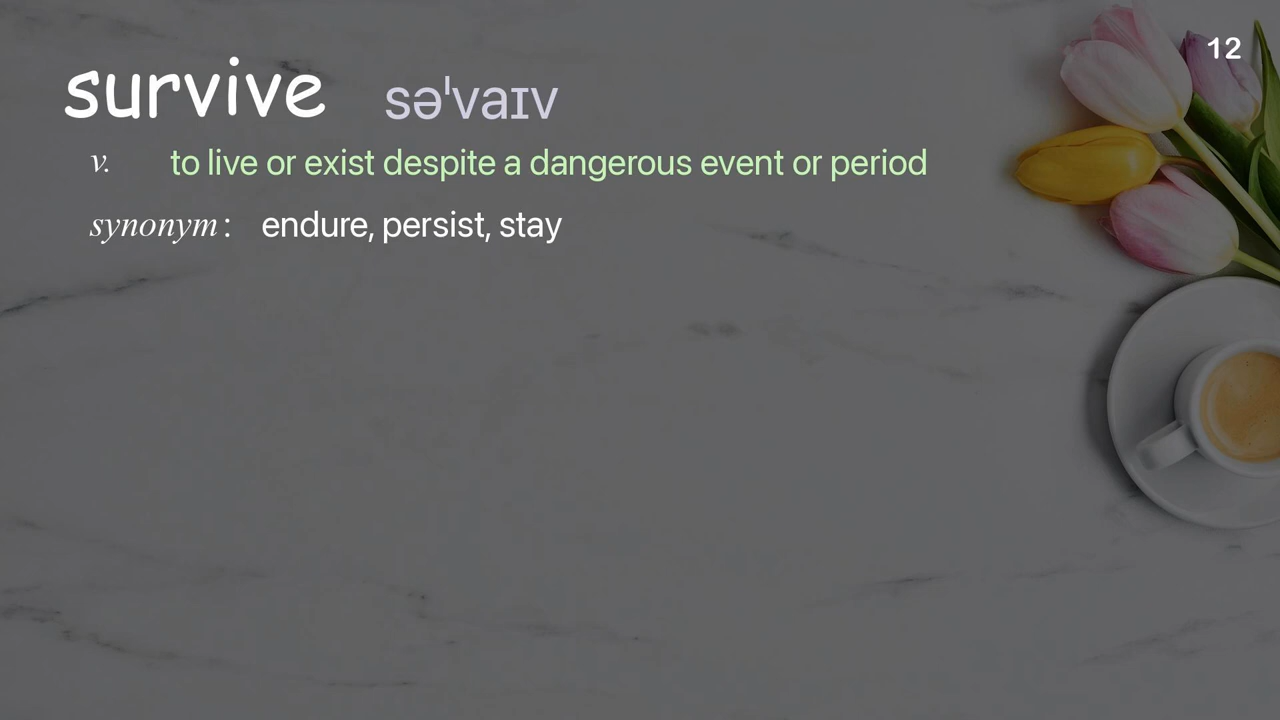 12
survive səˈvaɪv
v. to live or exist despite a dangerous event or period
synonym: endure, persist, stay